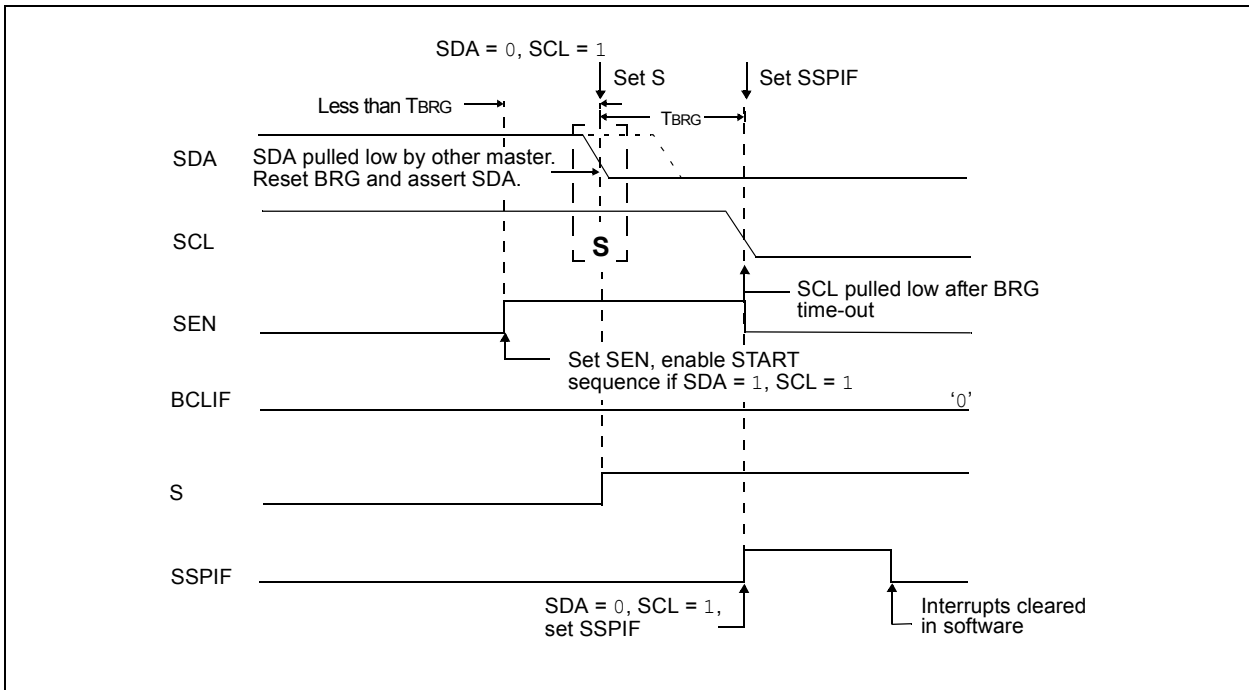 SDA = 0, SCL = 1
Set S
Set SSPIF
Less than TBRG
TBRG
SDA
SDA pulled low by other master.
Reset BRG and assert SDA.
SCL
S
SCL pulled low after BRG
time-out
SEN
Set SEN, enable START
sequence if SDA = 1, SCL = 1
BCLIF
‘0’
S
SSPIF
SDA = 0, SCL = 1,
set SSPIF
Interrupts cleared
in software